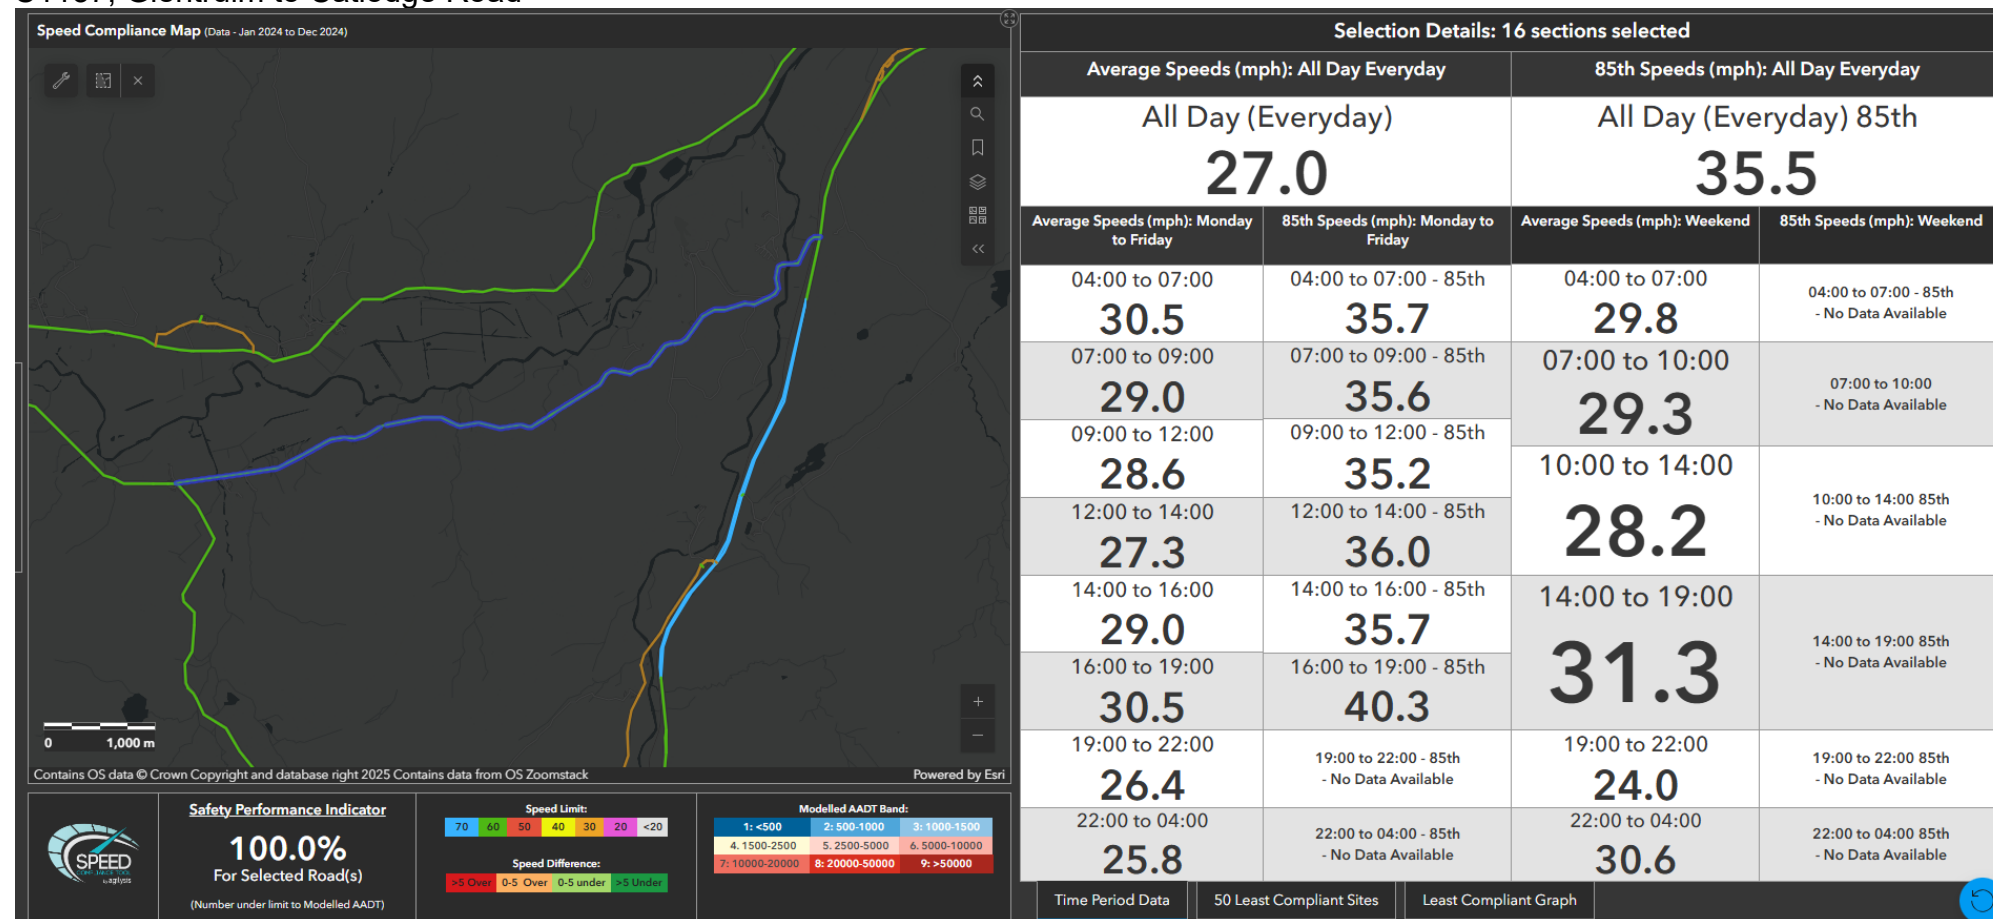 C1137, Glentruim to Catlodge Road
Speed Compliance Map (Data - Jan 2024 to Dec 2024)
0 1,000 m
Contains OS data © Crown Copyright and database right 2025 Contains data from OS Zoomstack
Powered by Esri
SPEED
COMPLIANCE TOOL
by agilysis
Safety Performance Indicator
100.0%
For Selected Road(s)
(Number under limit to Modelled AADT)
Speed Limit:
70 60 50 40 30 20 <20
Speed Difference:
>5 Over 0-5 Over 0-5 under >5 Under
Modelled AADT Band:
1: <500 2: 500-1000 3: 1000-1500
4. 1500-2500 5. 2500-5000 6. 5000-10000
7: 10000-20000 8: 20000-50000 9: >50000
Selection Details: 16 sections selected
Average Speeds (mph): All Day Everyday
85th Speeds (mph): All Day Everyday
All Day (Everyday)
27.0
All Day (Everyday) 85th
35.5
Average Speeds (mph): Monday
to Friday
04:00 to 07:00
30.5
07:00 to 09:00
29.0
09:00 to 12:00
28.6
12:00 to 14:00
27.3
14:00 to 16:00
29.0
16:00 to 19:00
30.5
19:00 to 22:00
26.4
22:00 to 04:00
25.8
85th Speeds (mph): Monday to
Friday
04:00 to 07:00 - 85th
35.7
07:00 to 09:00 - 85th
35.6
09:00 to 12:00 - 85th
35.2
12:00 to 14:00 - 85th
36.0
14:00 to 16:00 - 85th
35.7
16:00 to 19:00 - 85th
40.3
19:00 to 22:00 - 85th
- No Data Available
22:00 to 04:00 - 85th
- No Data Available
Average Speeds (mph): Weekend
04:00 to 07:00
29.8
07:00 to 10:00
29.3
10:00 to 14:00
28.2
14:00 to 19:00
31.3
19:00 to 22:00
24.0
22:00 to 04:00
30.6
85th Speeds (mph): Weekend
04:00 to 07:00 - 85th
- No Data Available
07:00 to 10:00
- No Data Available
10:00 to 14:00 85th
- No Data Available
14:00 to 19:00 85th
- No Data Available
19:00 to 22:00 85th
- No Data Available
22:00 to 04:00 85th
- No Data Available
Time Period Data
50 Least Compliant Sites
Least Compliant Graph